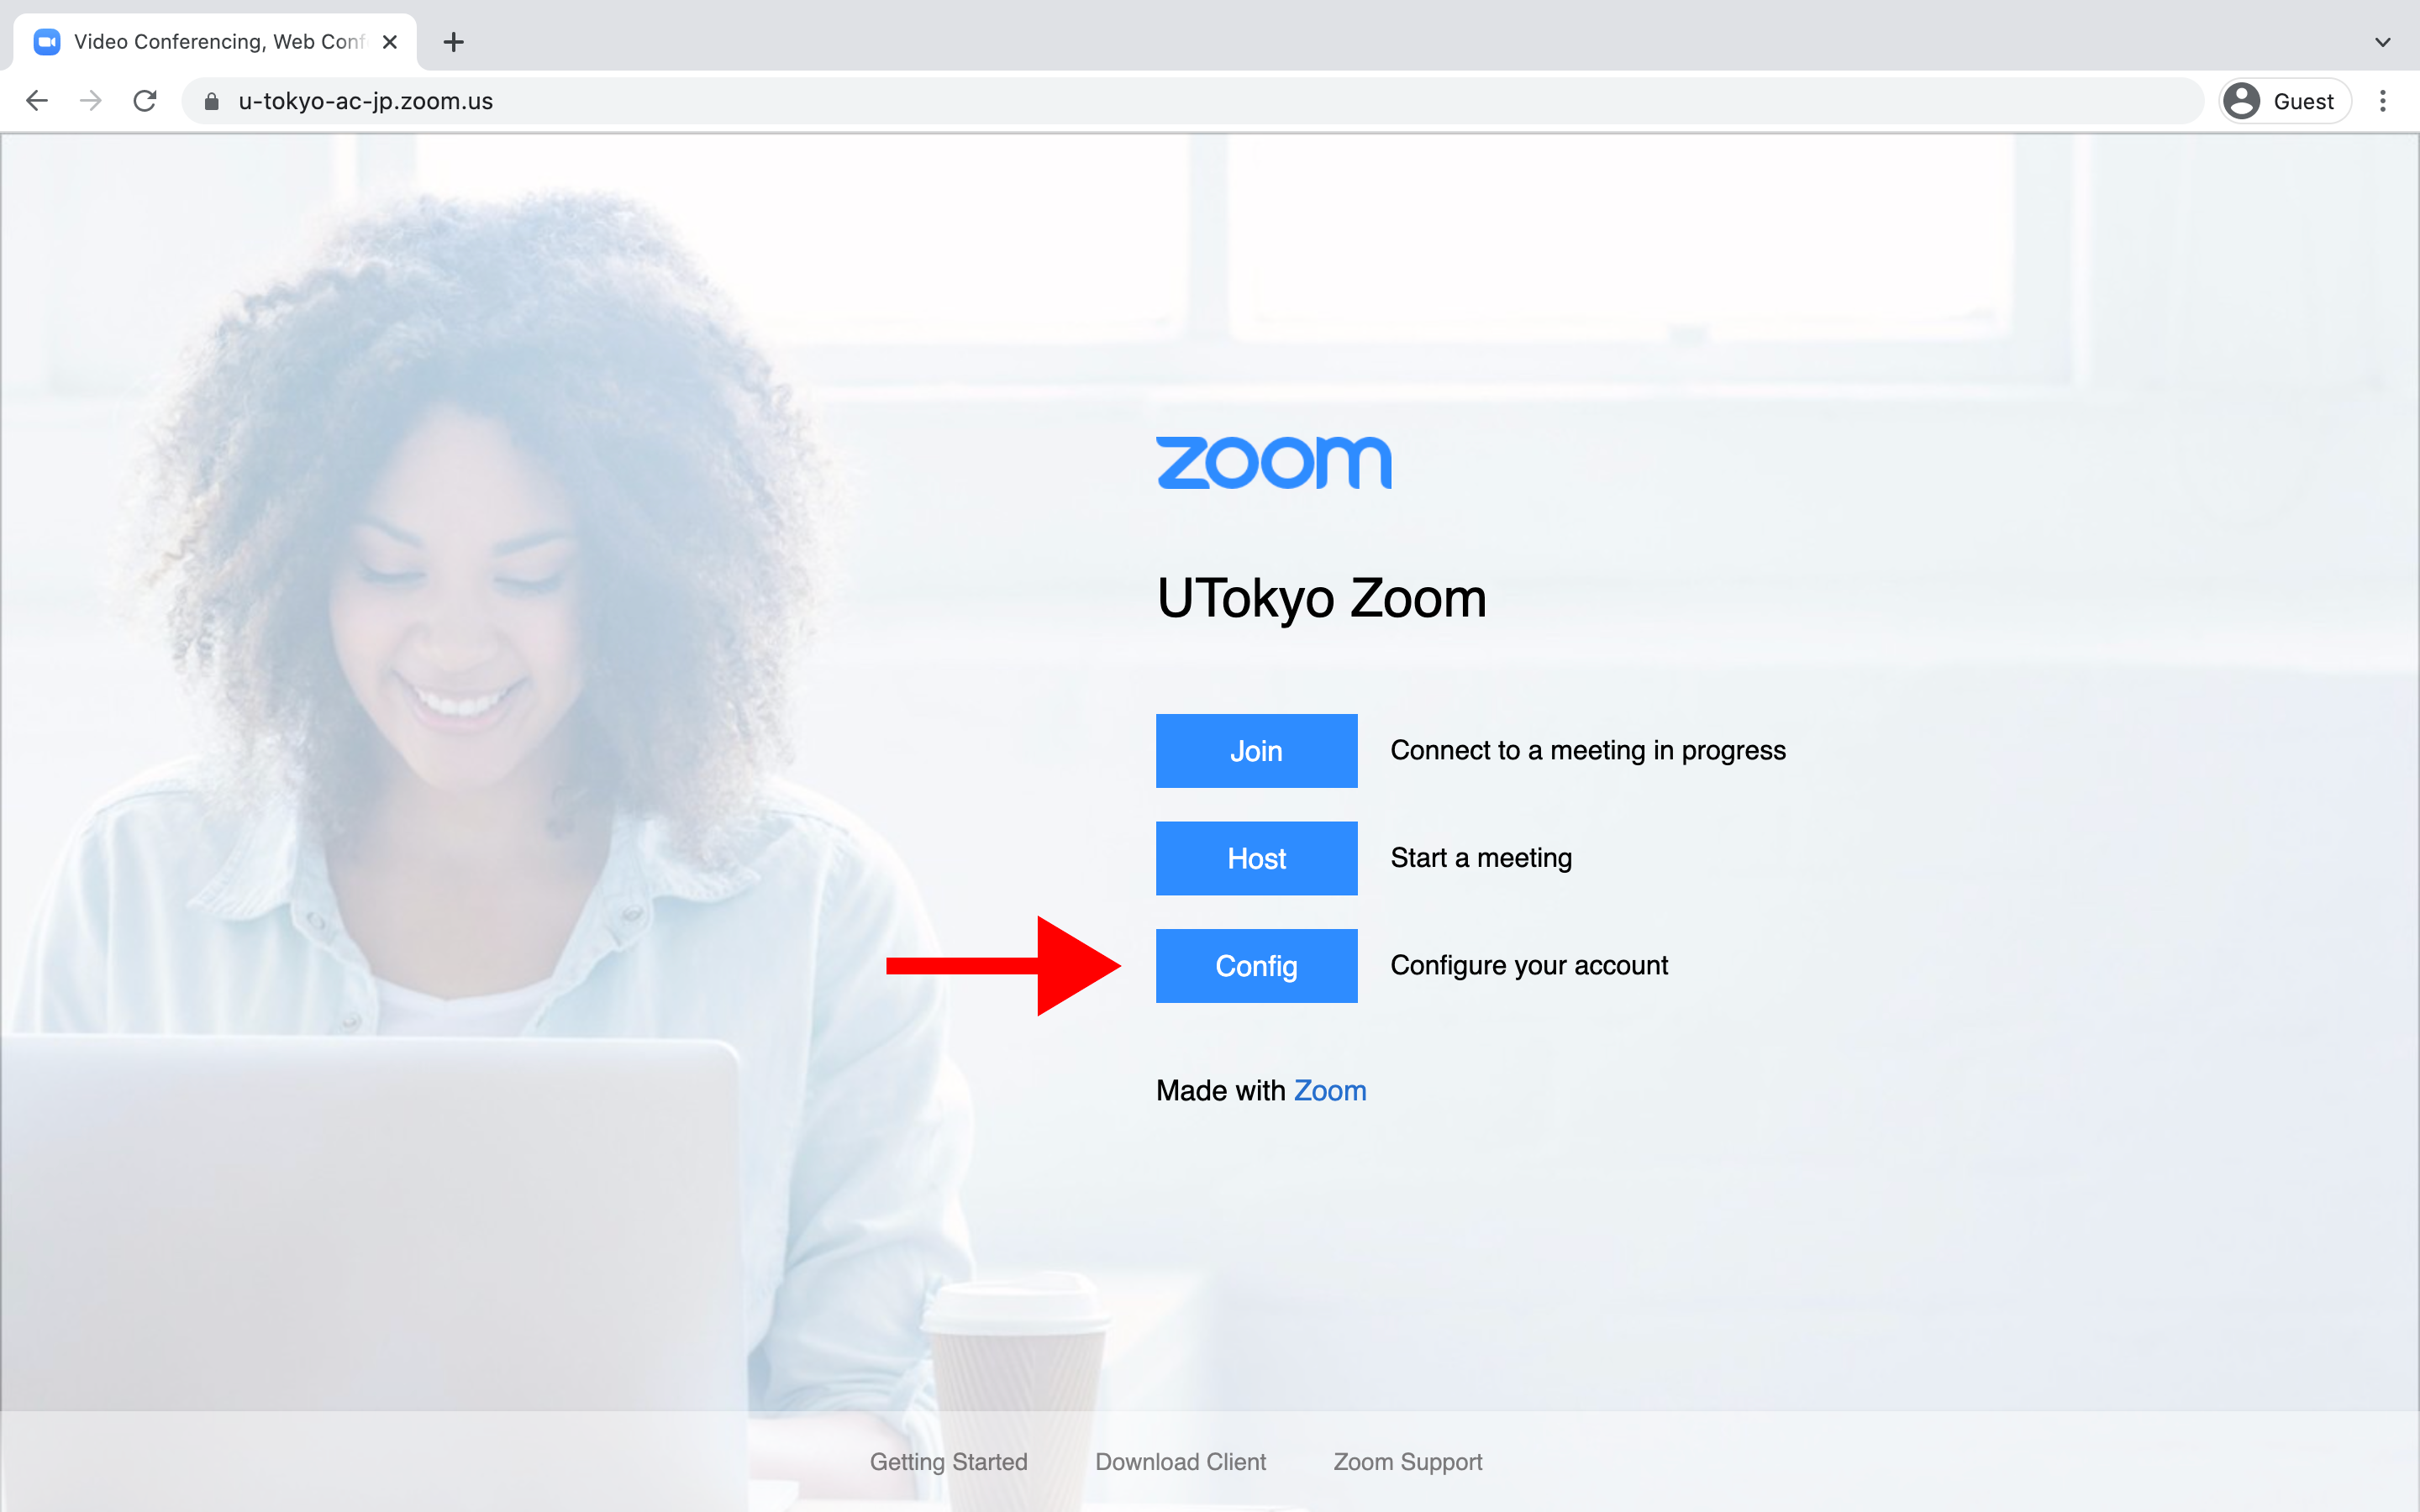 Video Conferencing, Web Conf
u-tokyo-ac-jp.zoom.us
Guest
zoom
UTokyo Zoom
Join
Connect to a meeting in progress
Host
Start a meeting
Config
Configure your account
Made with Zoom
Getting Started
Download Client
Zoom Support